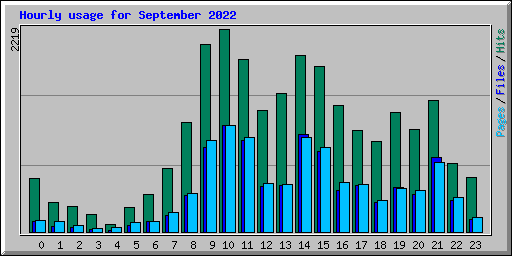 Hourly usage for September 2022
2219
Pages / Files / Hits
0 1 2 3 4 5 6 7 8 9 10 11 12 13 14 15 16 17 18 19 20 21 22 23